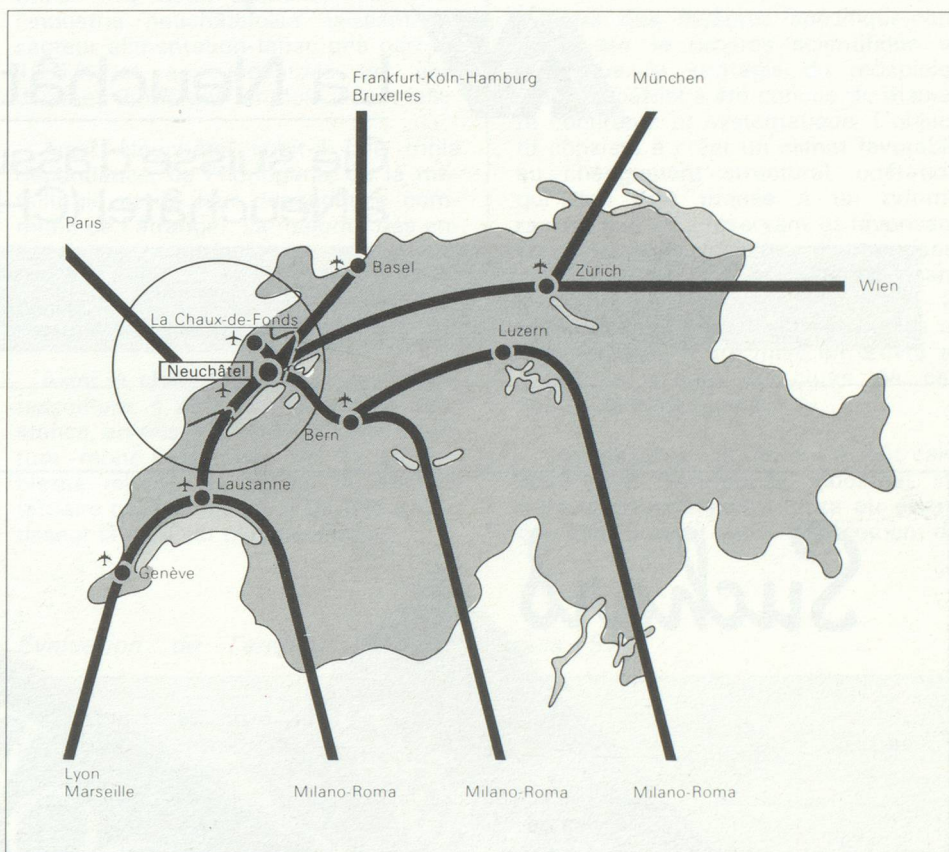 Frankfurt-Köln-Hamburg
Bruxelles
München
Paris
Basel
Zürich
Wien
La Chaux-de-Fonds
Luzern
Neuchâtel
Bern
Lausanne
Genève
Lyon
Marseille
Milano-Roma
Milano-Roma
Milano-Roma